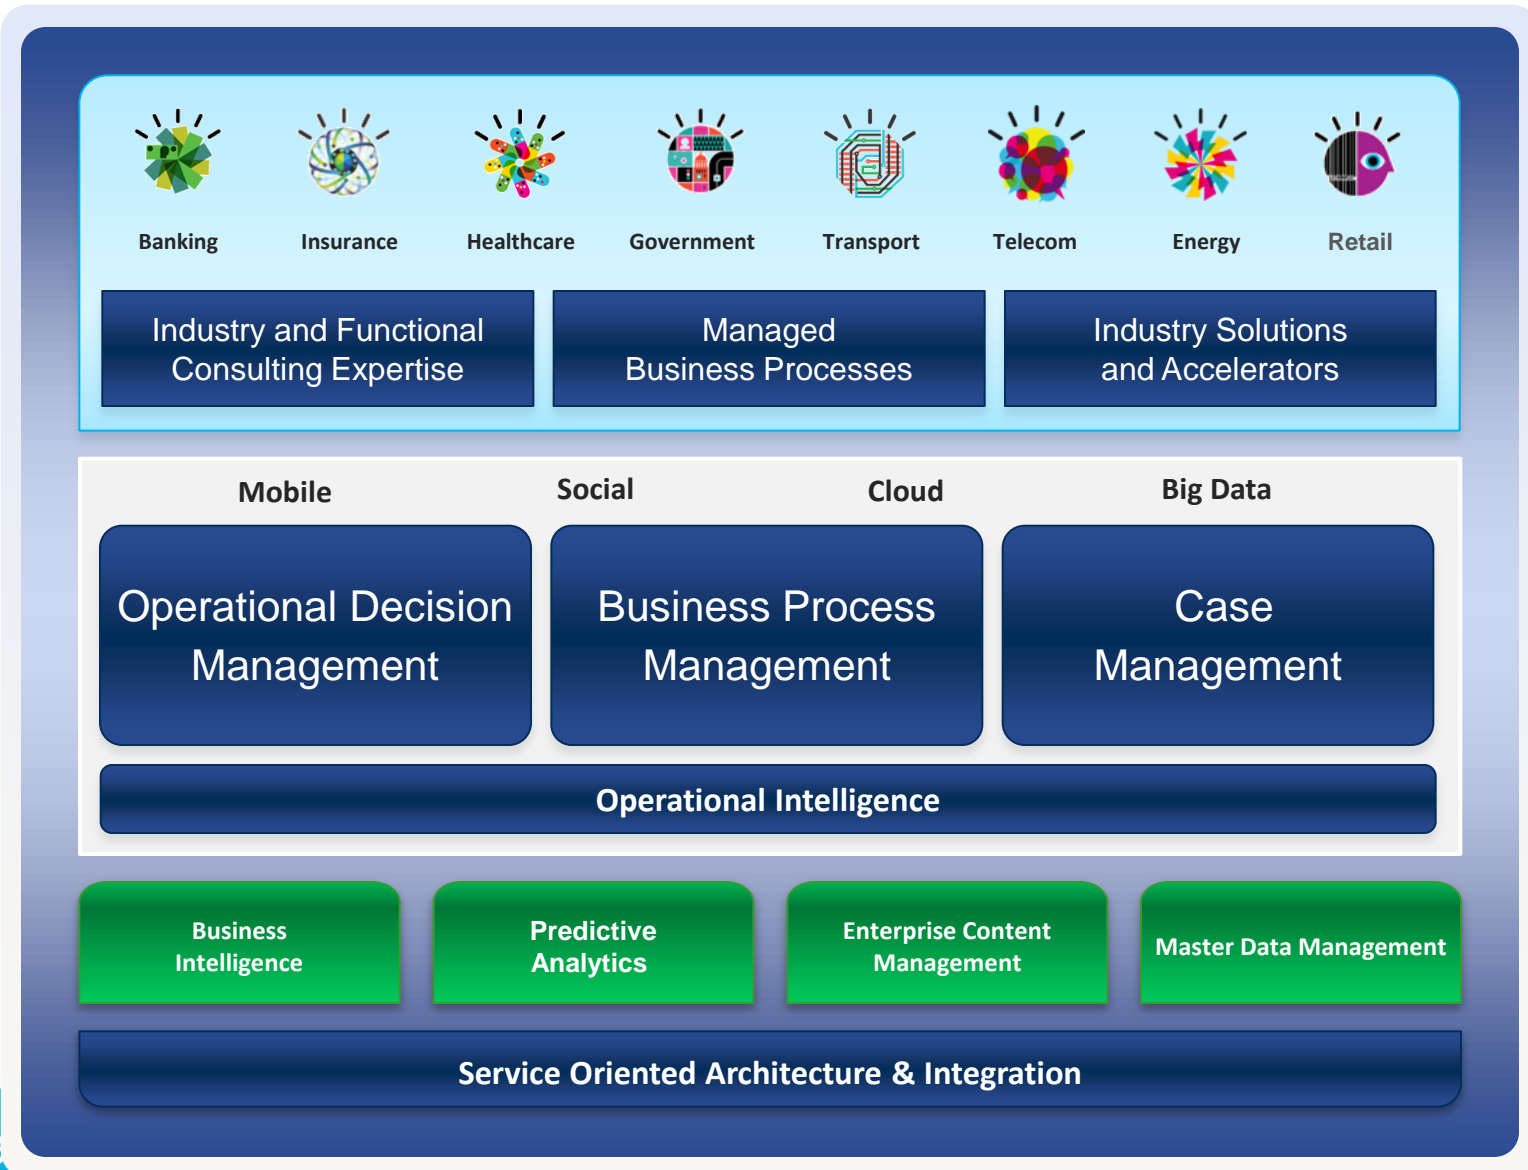 Banking
Insurance
Healthcare
Government
Transport
Telecom
Energy
Retail
Industry and Functional
Consulting Expertise
Managed
Business Processes
Industry Solutions
and Accelerators
Mobile
Social
Cloud
Big Data
Operational Decision
Management
Business Process
Management
Case
Management
Operational Intelligence
Business
Intelligence
Predictive
Analytics
Enterprise Content
Management
Master Data Management
Service Oriented Architecture & Integration